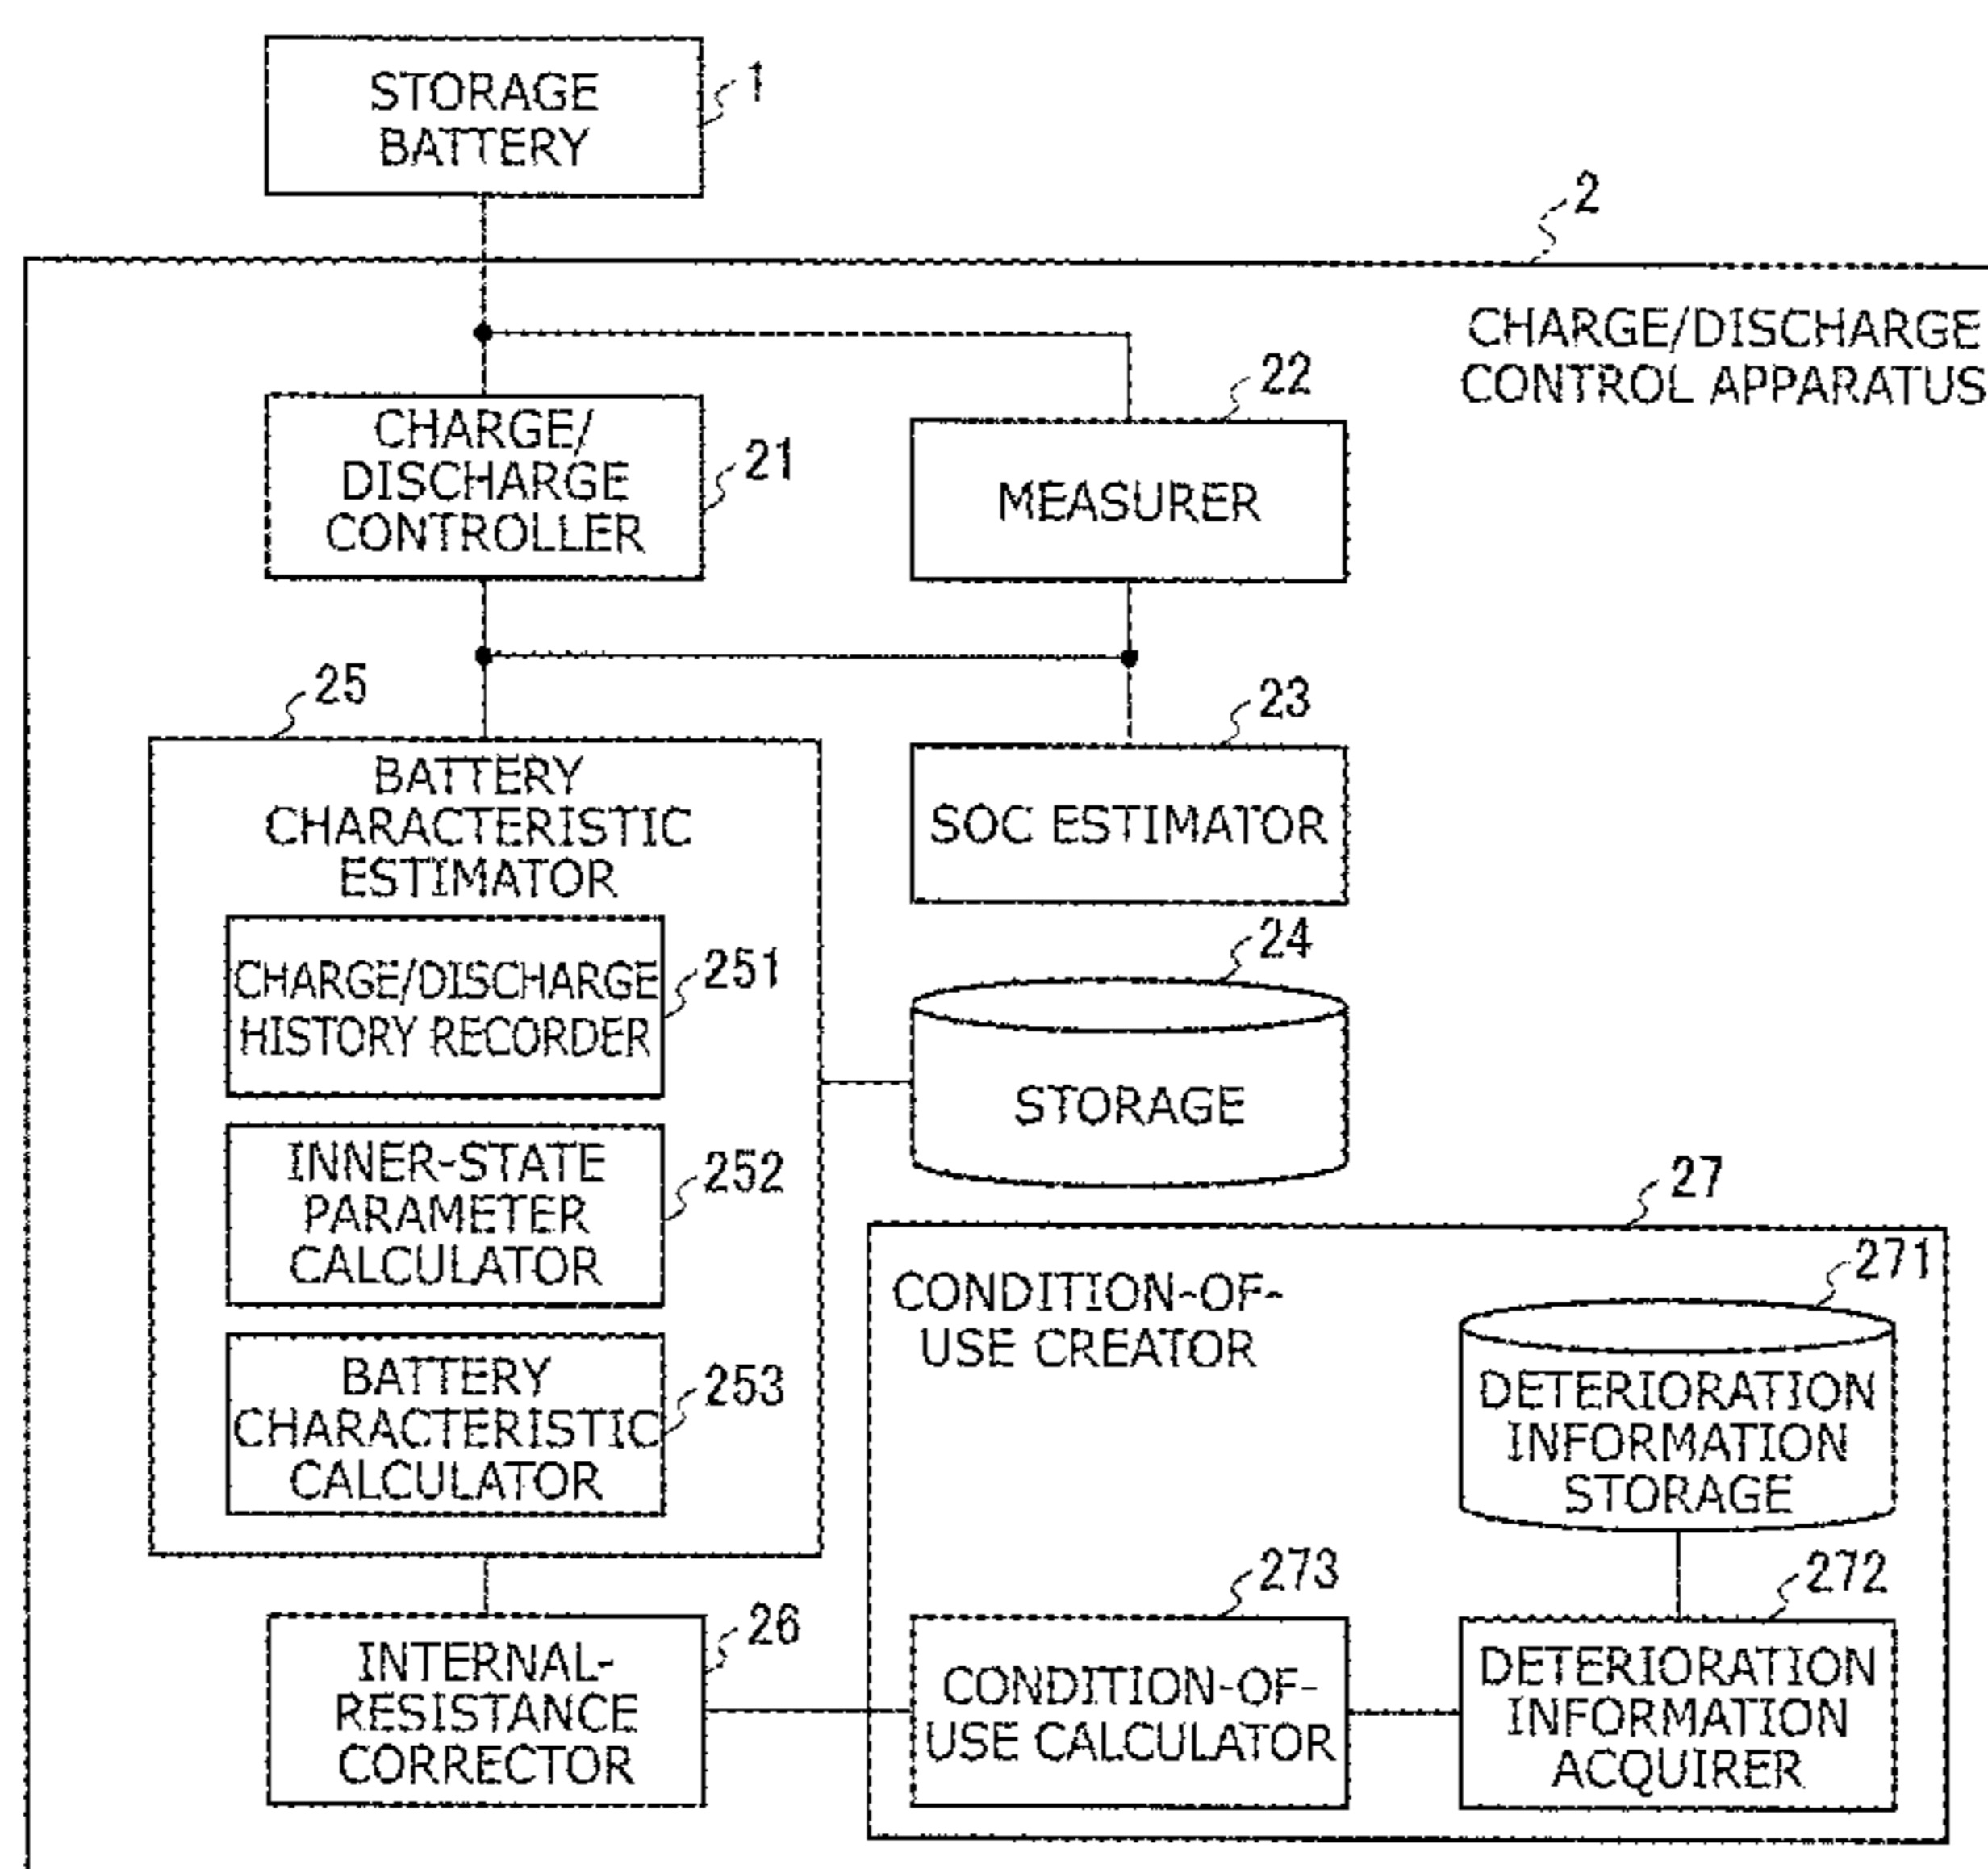 STORAGE
BATTERY
1
2
CHARGE/DISCHARGE
CONTROL APPARATUS
CHARGE/
DISCHARGE
CONTROLLER
21
22
MEASURER
25
23
BATTERY
CHARACTERISTIC
ESTIMATOR
SOC ESTIMATOR
CHARGE/DISCHARGE
HISTORY RECORDER
251
24
STORAGE
INNER-STATE
PARAMETER
CALCULATOR
252
27
CONDITION-OF-
USE CREATOR
271
DETERIORATION
INFORMATION
STORAGE
BATTERY
CHARACTERISTIC
CALCULATOR
253
273
272
INTERNAL-
RESISTANCE
CORRECTOR
26
CONDITION-OF-
USE CALCULATOR
DETERIORATION
INFORMATION
ACQUIRER